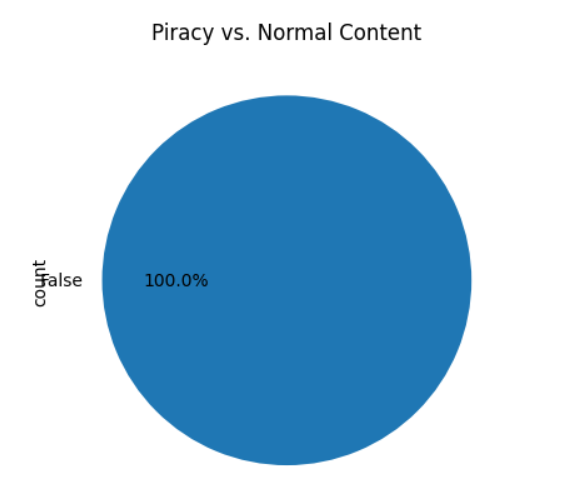 Piracy vs. Normal Content
count
False
100.0%